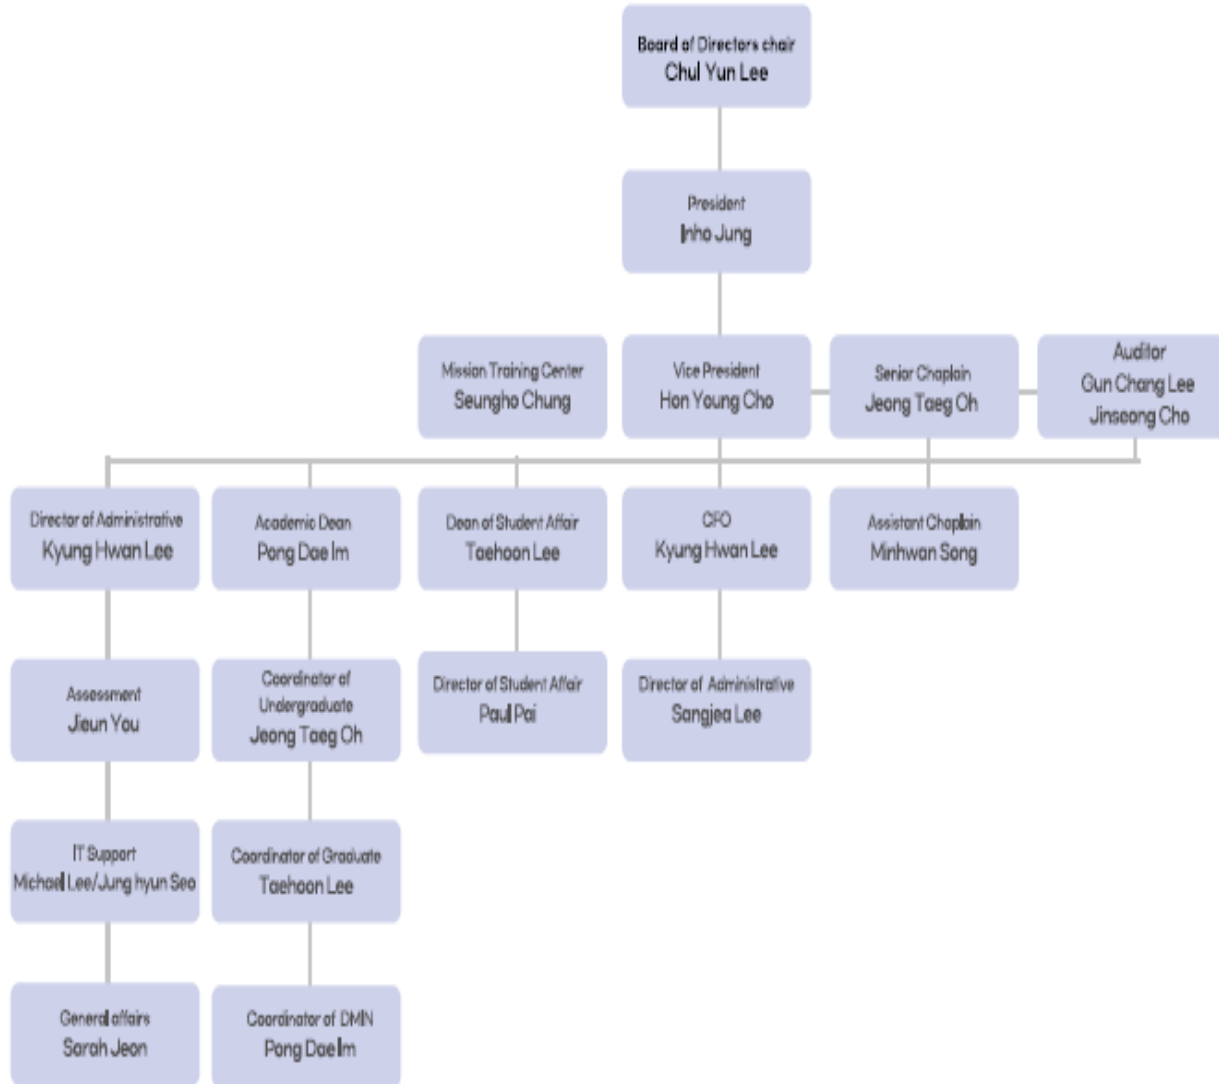 Board of Directors chair
Chul Yun Lee
President
Inho Jung
Mission Training Center
Seungho Chung
Vice President
Hon Young Cho
Senior Chaplain
Jeong Taeg Oh
Auditor
Gun Chang Lee
Jinseong Cho
Director of Administrative
Kyung Hwan Lee
Academic Dean
Pong Dae Im
Dean of Student Affair
Taehoon Lee
CFO
Kyung Hwan Lee
Assistant Chaplain
Minhwan Song
Assessment
Jieun You
Coordinator of
Undergraduate
Jeong Taeg Oh
Director of Student Affair
Paul Pai
Director of Administrative
Sangjea Lee
IT Support
Michael Lee/Jung hyun Seo
Coordinator of Graduate
Taehoon Lee
General affairs
Sarah Jeon
Coordinator of DMIN
Pong Dae Im